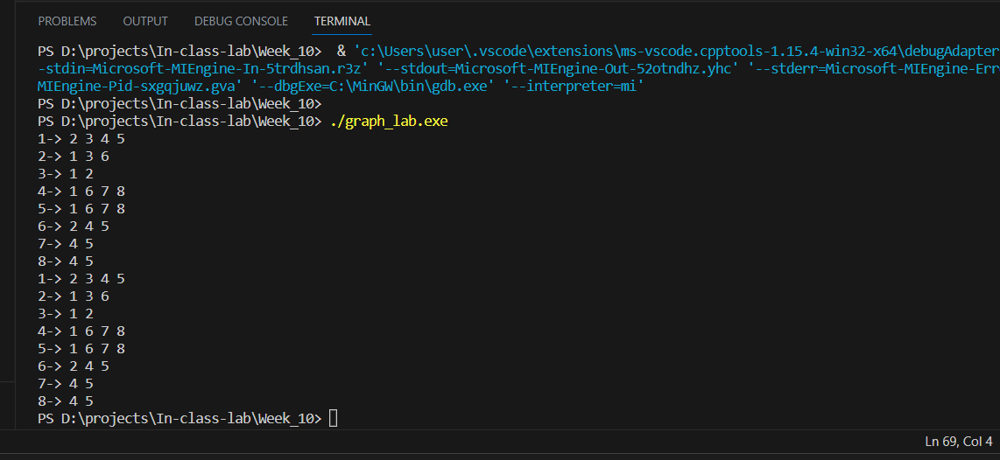 PROBLEMS OUTPUT DEBUG CONSOLE TERMINAL
PS D:\projects\In-class-lab\Week_10>  & 'c:\Users\user\.vscode\extensions\ms-vscode.cpptools-1.15.4-win32-x64\debugAdapter
-stdin=Microsoft-MIEngine-In-5trdhsan.r3z' '--stdout=Microsoft-MIEngine-Out-52otndhz.yhc' '--stderr=Microsoft-MIEngine-Err
MIEngine-Pid-sxgqjuwz.gva' '--dbgExe=C:\MinGW\bin\gdb.exe' '--interpreter=mi'
PS D:\projects\In-class-lab\Week_10>
PS D:\projects\In-class-lab\Week_10> ./graph_lab.exe
1-> 2 3 4 5
2-> 1 3 6
3-> 1 2
4-> 1 6 7 8
5-> 1 6 7 8
6-> 2 4 5
7-> 4 5
8-> 4 5
1-> 2 3 4 5
2-> 1 3 6
3-> 1 2
4-> 1 6 7 8
5-> 1 6 7 8
6-> 2 4 5
7-> 4 5
8-> 4 5
PS D:\projects\In-class-lab\Week_10>
Ln 69, Col 4